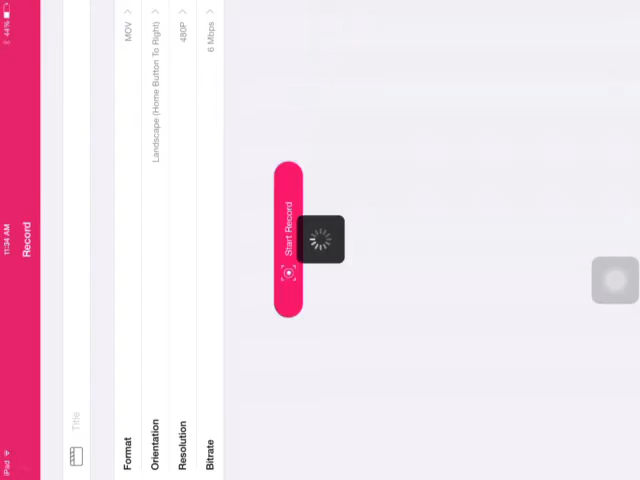 iPad 11:34 AM 44%
Record
Title
Format MOV
Orientation Landscape (Home Button To Right)
Resolution 480P
Bitrate 6 Mbps
Start Record